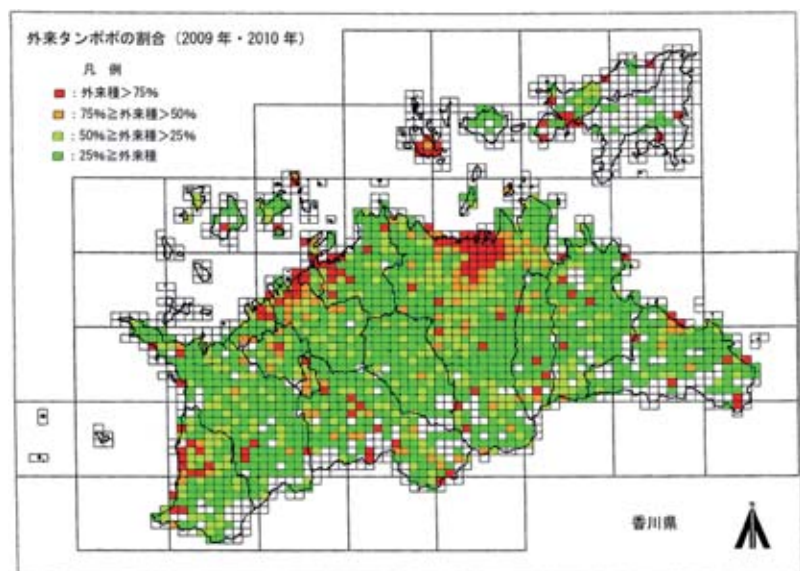 外来タンポポの割合（2009年・2010年）
凡 例
：外来種＞75%
：75%≧外来種＞50%
：50%≧外来種＞25%
：25%≧外来種
香川県